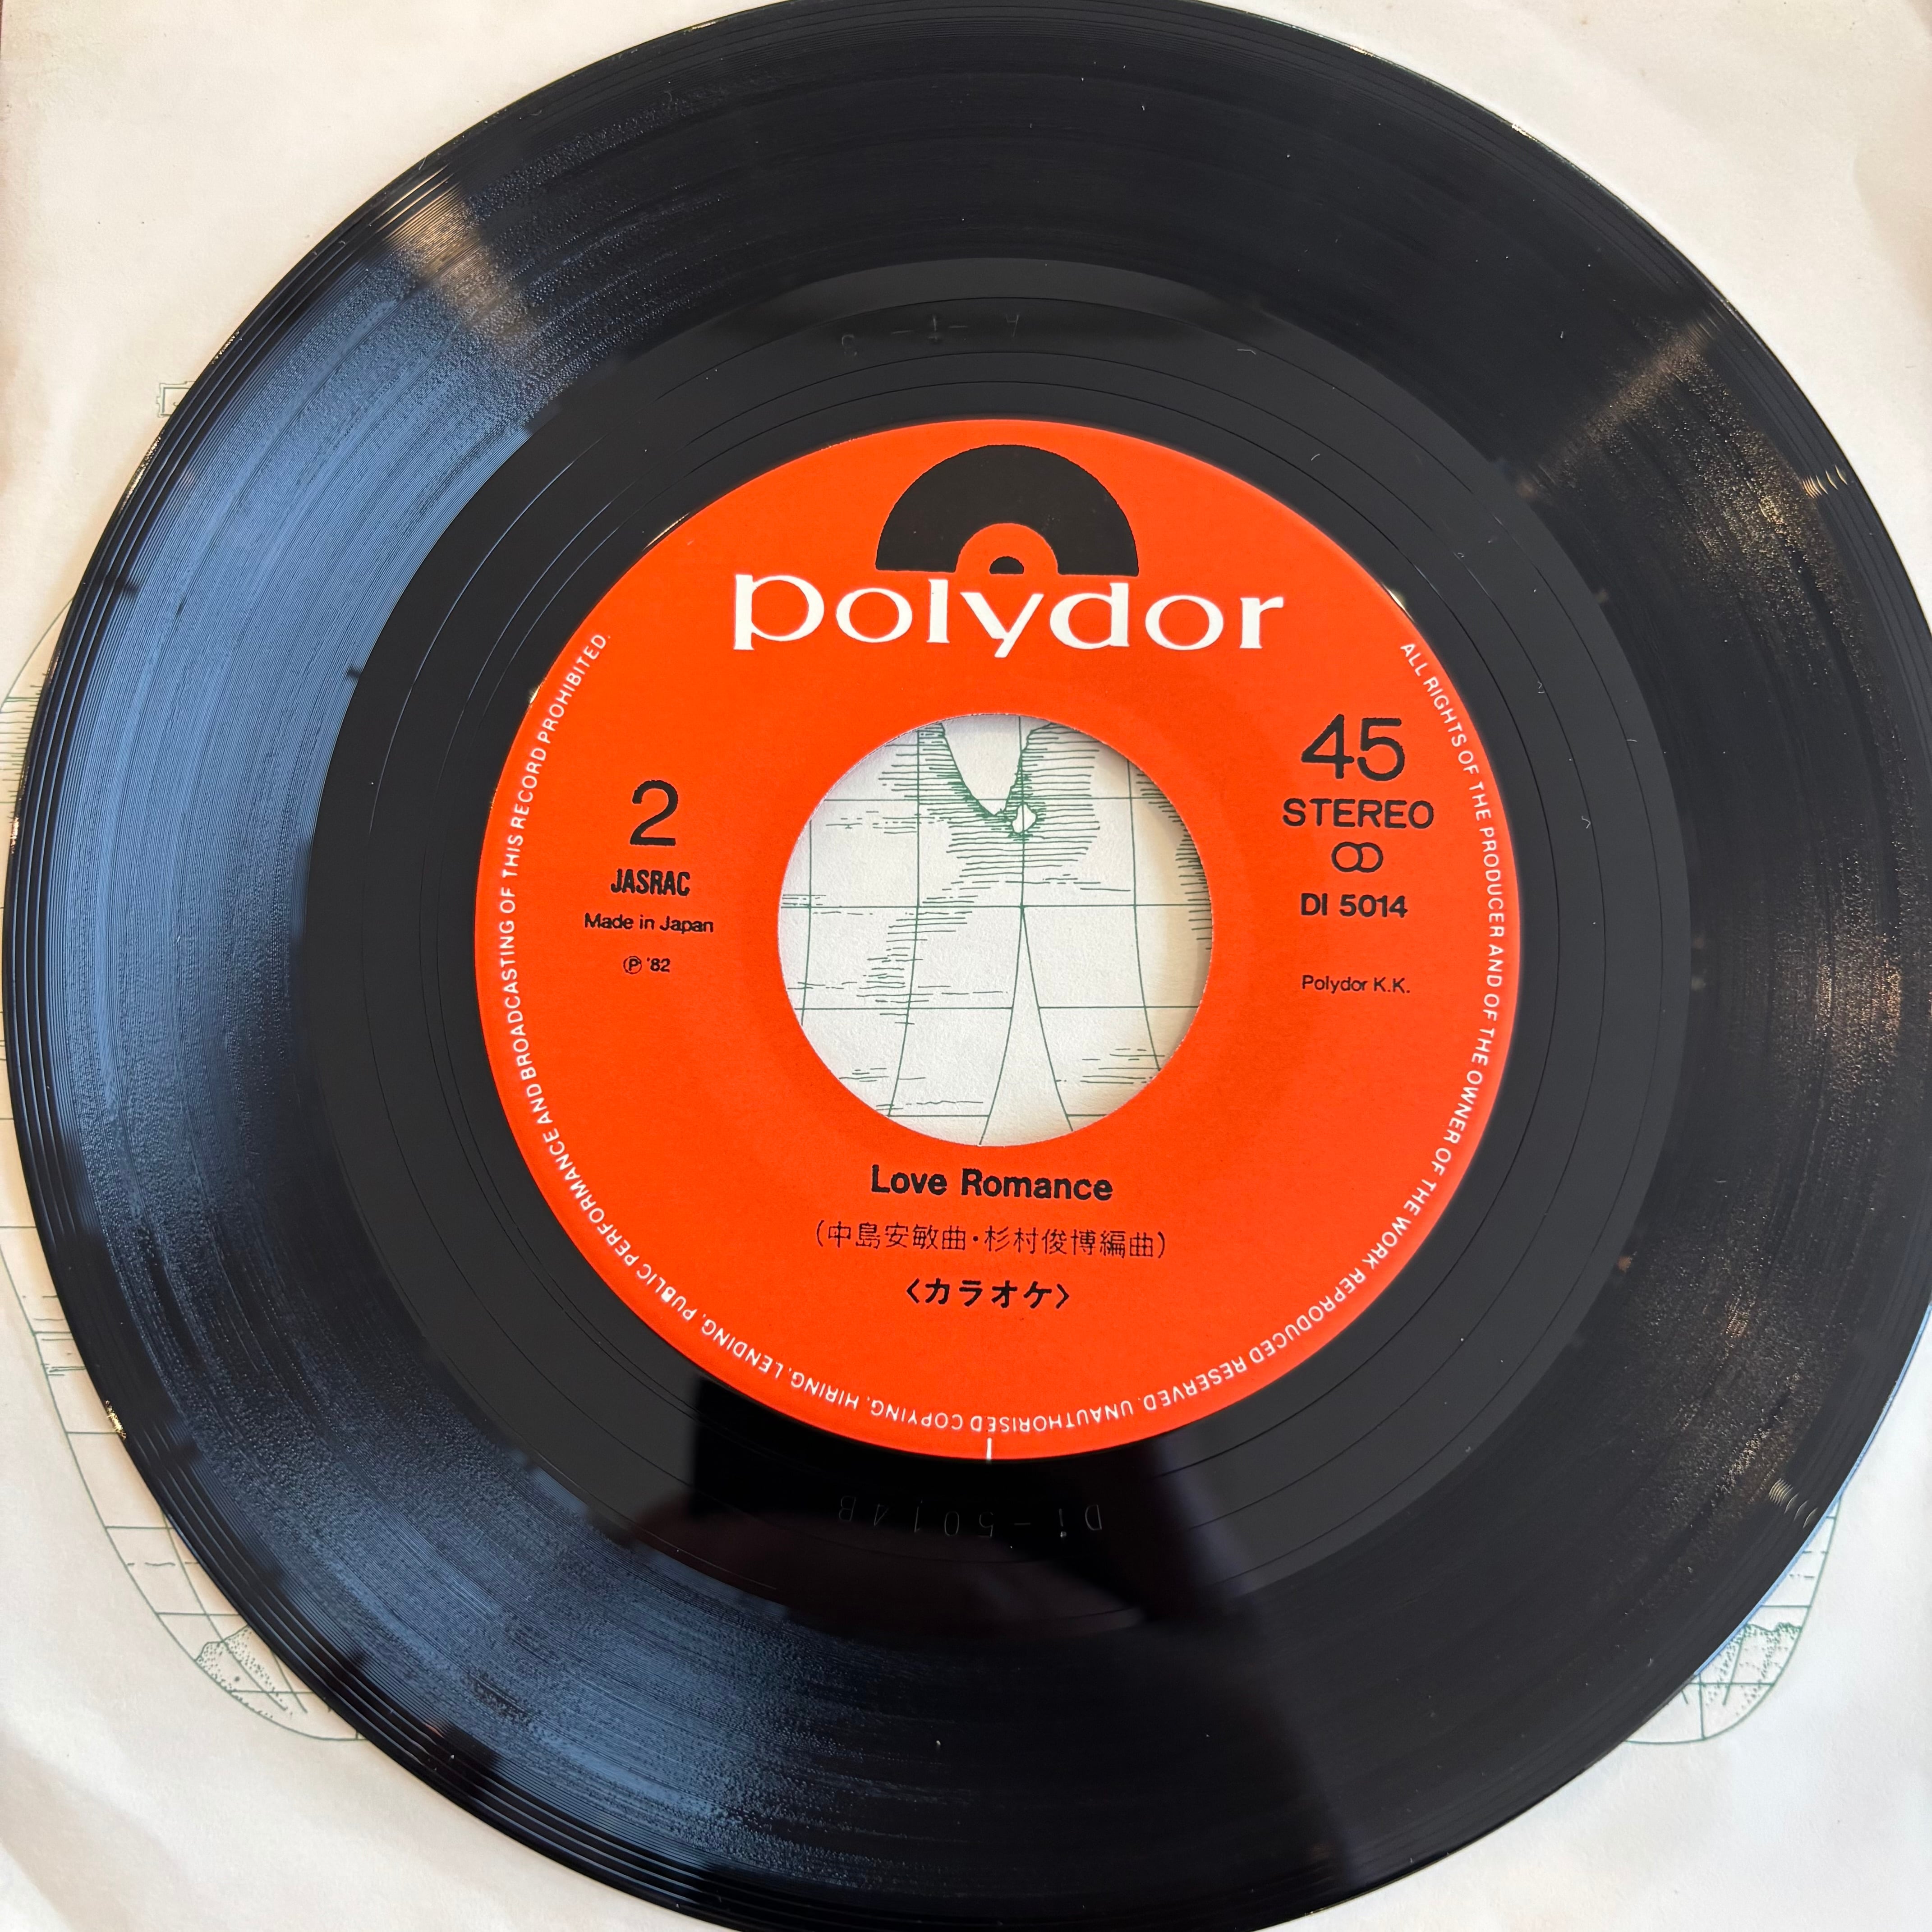 polydor
45
STEREO
DI 5014
Polydor K.K.
2
JASRAC
Made in Japan
Ⓟ '82
Love Romance
(中島安敏曲・杉村俊博編曲)
〈カラオケ〉
ALL RIGHTS OF THE PRODUCER AND OF THE OWNER OF THE WORK REPRODUCED RESERVED. UNAUTHORISED COPYING, HIRING, LENDING, PUBLIC PERFORMANCE AND BROADCASTING OF THIS RECORD PROHIBITED.
DI-5014B